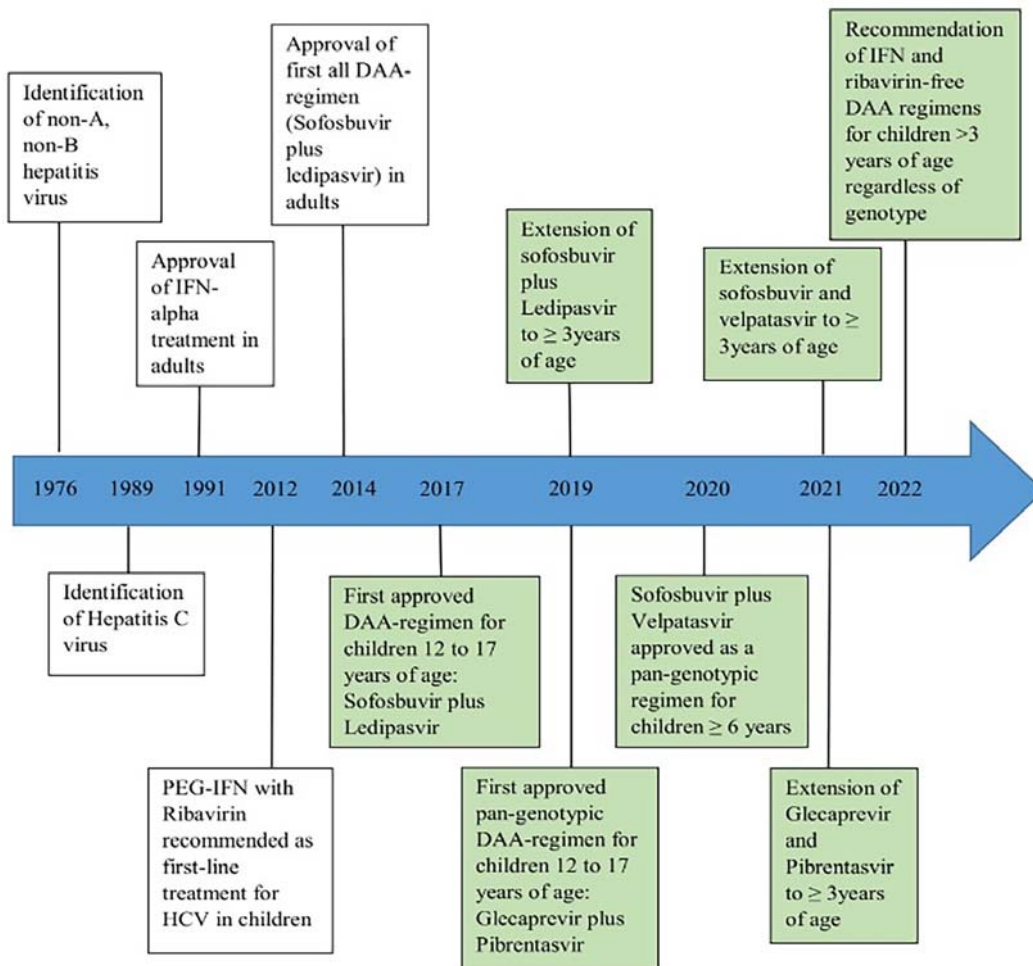 Identification
of non-A,
non-B
hepatitis
virus
Approval
of IFN-
alpha
treatment in
adults
Approval of
first all DAA-
regimen
(Sofosbuvir
plus
ledipasvir) in
adults
Extension of
sofosbuvir
plus
Ledipasvir
to ≥ 3years
of age
Extension of
sofosbuvir and
velpatasvir to ≥
3years of age
Recommendation
of IFN and
ribavirin-free
DAA regimens
for children >3
years of age
regardless of
genotype
1976 1989 1991 2012 2014 2017 2019 2020 2021 2022
Identification
of Hepatitis C
virus
PEG-IFN with
Ribavirin
recommended as
first-line
treatment for
HCV in children
First approved
DAA-regimen for
children 12 to 17
years of age:
Sofosbuvir plus
Ledipasvir
First approved
pan-genotypic
DAA-regimen for
children 12 to 17
years of age:
Glecaprevir plus
Pibrentasvir
Sofosbuvir plus
Velpatasvir
approved as a
pan-genotypic
regimen for
children ≥ 6 years
Extension of
Glecaprevir
and
Pibrentasvir
to ≥ 3years
of age